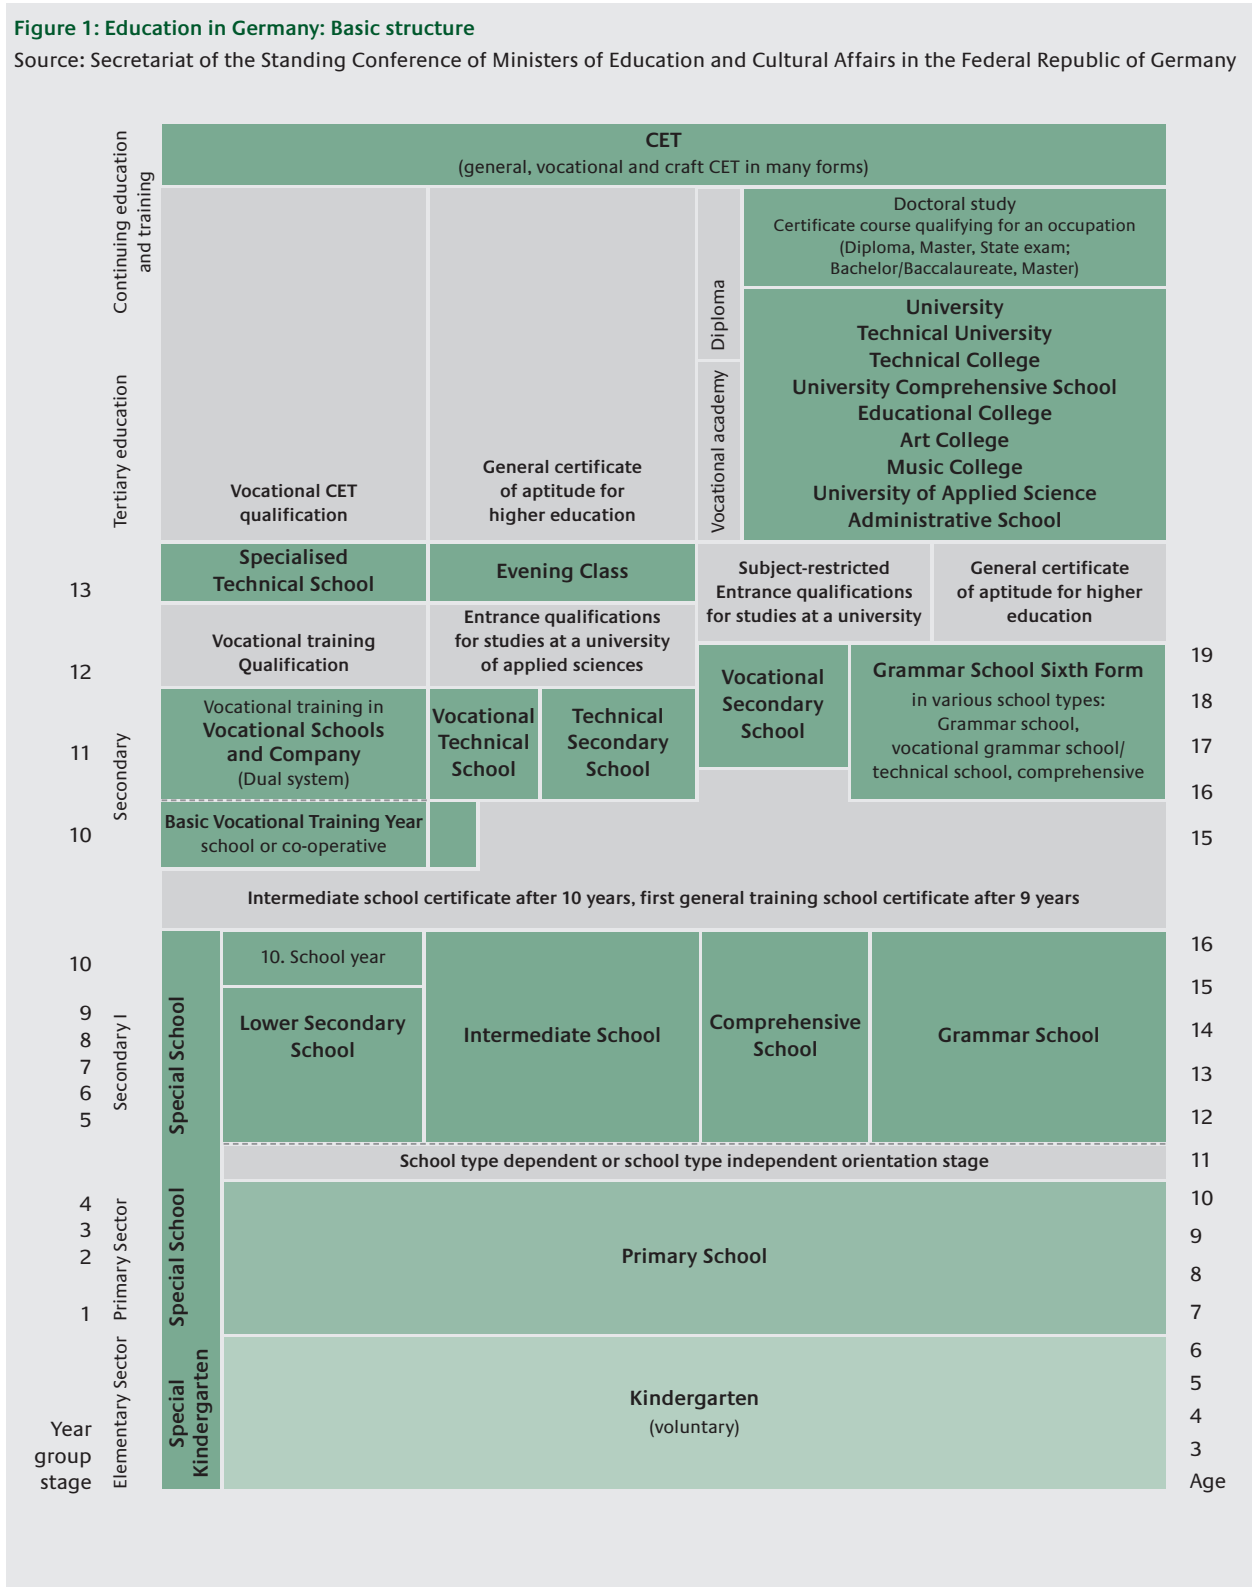 Figure 1: Education in Germany: Basic structure
Source: Secretariat of the Standing Conference of Ministers of Education and Cultural Affairs in the Federal Republic of Germany
Continuing education
and training
CET
(general, vocational and craft CET in many forms)
Doctoral study
Certificate course qualifying for an occupation
(Diploma, Master, State exam;
Bachelor/Baccalaureate, Master)
Diploma
University
Technical University
Technical College
University Comprehensive School
Educational College
Art College
Music College
University of Applied Science
Administrative School
Vocational academy
Tertiary education
Vocational CET
qualification
General certificate
of aptitude for
higher education
13
Specialised
Technical School
Evening Class
Subject-restricted
Entrance qualifications
for studies at a university
General certificate
of aptitude for higher
education
12
Vocational training
Qualification
Entrance qualifications
for studies at a university
of applied sciences
Secondary
11
10
Vocational training in
Vocational Schools
and Company
(Dual system)
Vocational
Technical
School
Technical
Secondary
School
Vocational
Secondary
School
Grammar School Sixth Form
in various school types:
Grammar school,
vocational grammar school/
technical school, comprehensive
19
18
17
16
15
Basic Vocational Training Year
school or co-operative
Intermediate school certificate after 10 years, first general training school certificate after 9 years
10
9
8
7
6
5
Secondary I
Special School
10. School year
Lower Secondary
School
Intermediate School
Comprehensive
School
Grammar School
16
15
14
13
12
School type dependent or school type independent orientation stage
11
4
3
2
1
Primary Sector
Special School
Primary School
10
9
8
7
Elementary Sector
Special
Kindergarten
Kindergarten
(voluntary)
6
5
4
3
Age
Year
group
stage